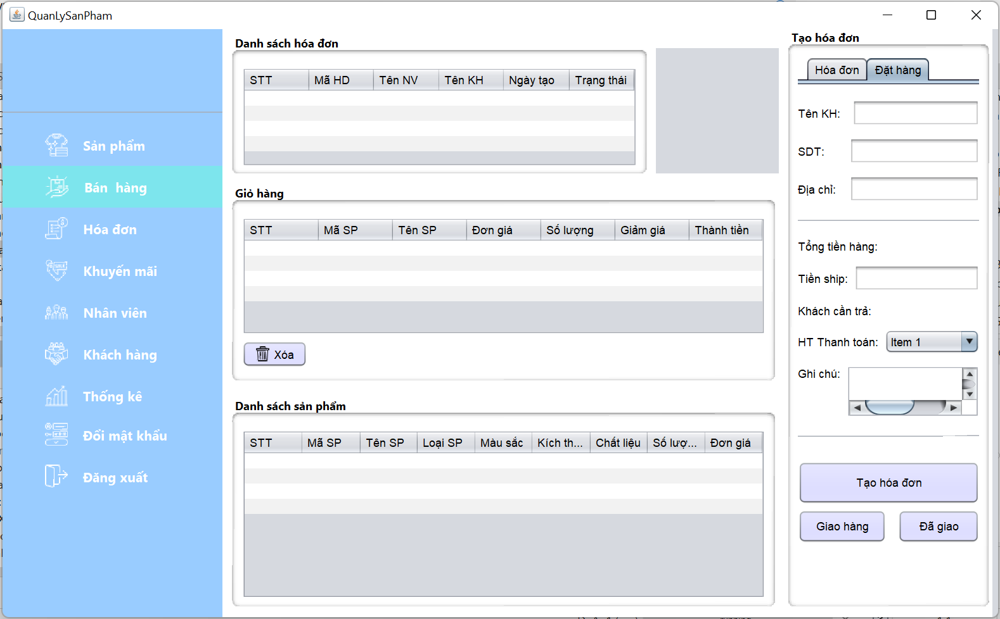 QuanLySanPham
Sản phẩm
Bán hàng
Hóa đơn
Khuyến mãi
Nhân viên
Khách hàng
Thống kê
Đổi mật khẩu
Đăng xuất
Danh sách hóa đơn
STT Mã HD Tên NV Tên KH Ngày tạo Trạng thái
Giỏ hàng
STT Mã SP Tên SP Đơn giá Số lượng Giảm giá Thành tiền
Xóa
Danh sách sản phẩm
STT Mã SP Tên SP Loại SP Màu sắc Kích th... Chất liệu Số lượ... Đơn giá
Tạo hóa đơn
Hóa đơn Đặt hàng
Tên KH:
SDT:
Địa chỉ:
Tổng tiền hàng:
Tiền ship:
Khách cần trả:
HT Thanh toán: Item 1
Ghi chú:
Tạo hóa đơn
Giao hàng Đã giao